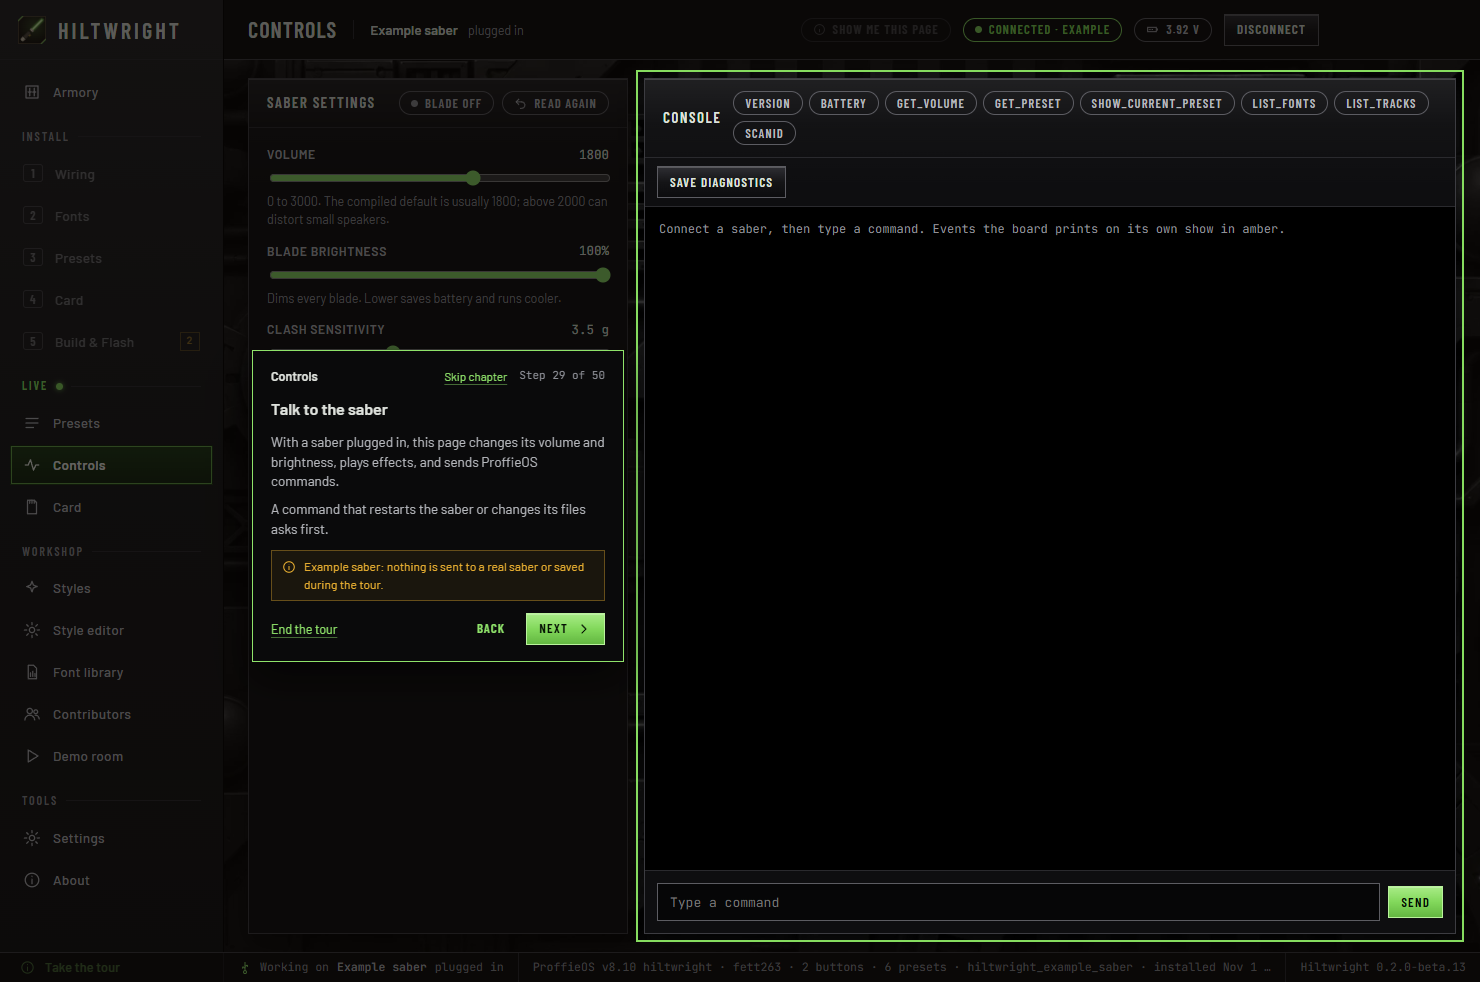 HILTWRIGHT
CONTROLS
Example saber plugged in
SHOW ME THIS PAGE
CONNECTED · EXAMPLE
3.92 V
DISCONNECT
Armory
INSTALL
1 Wiring
2 Fonts
3 Presets
4 Card
5 Build & Flash 2
LIVE
Presets
Controls
Card
WORKSHOP
Styles
Style editor
Font library
Contributors
Demo room
TOOLS
Settings
About
Take the tour
SABER SETTINGS
BLADE OFF
READ AGAIN
VOLUME 1800
0 to 3000. The compiled default is usually 1800; above 2000 can
distort small speakers.
BLADE BRIGHTNESS 100%
Dims every blade. Lower saves battery and runs cooler.
CLASH SENSITIVITY 3.5 g
Controls
Skip chapter Step 29 of 50
Talk to the saber
With a saber plugged in, this page changes its volume and
brightness, plays effects, and sends ProffieOS
commands.
A command that restarts the saber or changes its files
asks first.
Example saber: nothing is sent to a real saber or saved
during the tour.
End the tour
BACK
NEXT
CONSOLE
VERSION
BATTERY
GET_VOLUME
GET_PRESET
SHOW_CURRENT_PRESET
LIST_FONTS
LIST_TRACKS
SCANID
SAVE DIAGNOSTICS
Connect a saber, then type a command. Events the board prints on its own show in amber.
Type a command
SEND
Working on Example saber plugged in
ProffieOS v8.10 hiltwright · fett263 · 2 buttons · 6 presets · hiltwright_example_saber · installed Nov 1 …
Hiltwright 0.2.0-beta.13